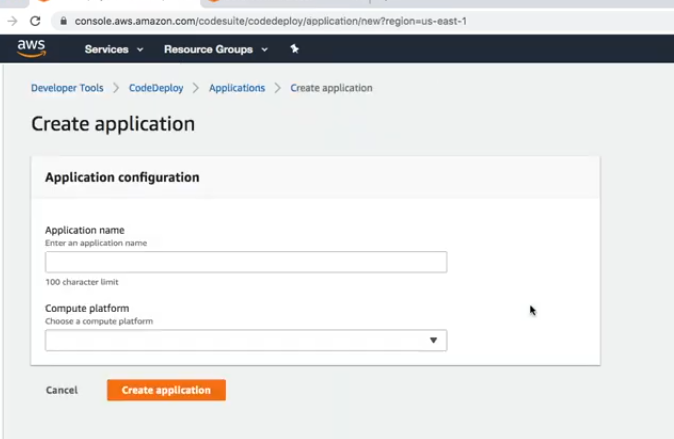 console.aws.amazon.com/codesuite/codedeploy/application/new?region=us-east-1
aws Services Resource Groups
Developer Tools > CodeDeploy > Applications > Create application
Create application
Application configuration
Application name
Enter an application name
100 character limit
Compute platform
Choose a compute platform
Cancel Create application